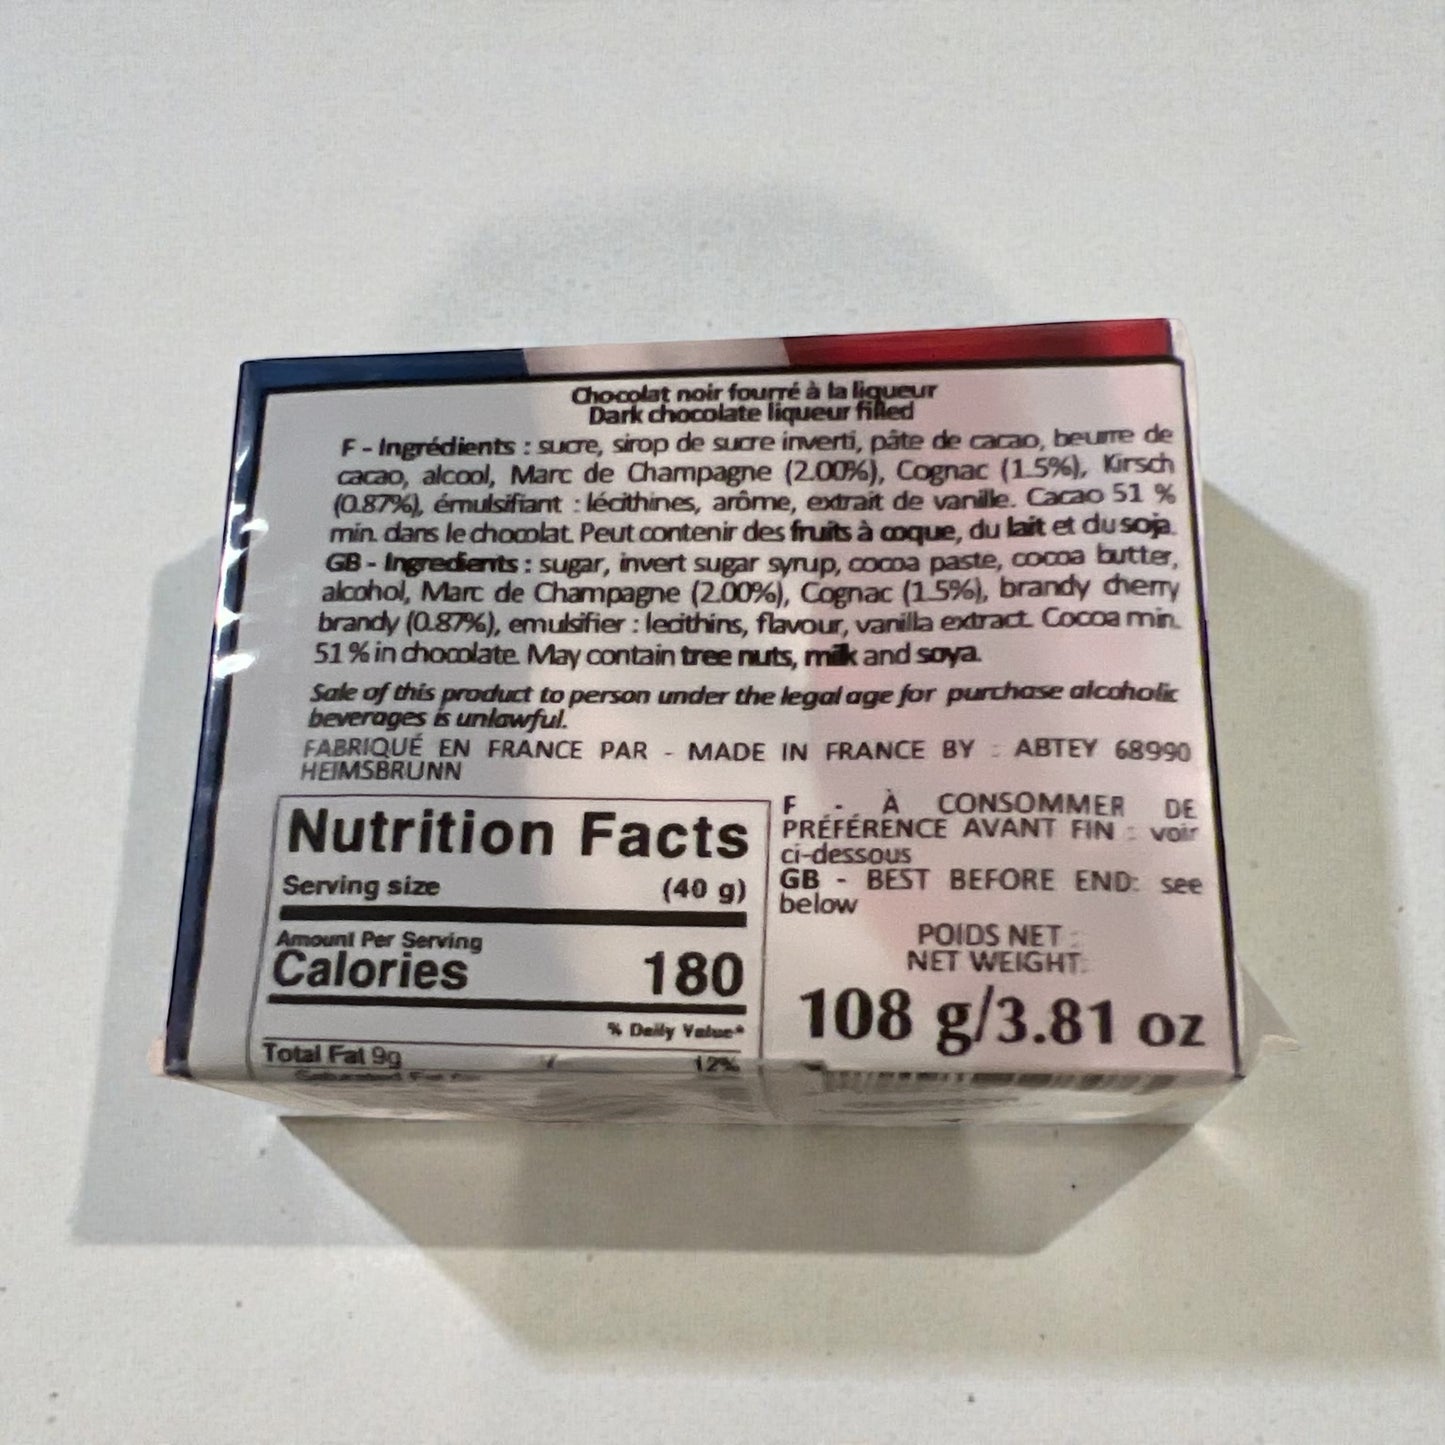 Chocolat noir fourré à la liqueur
Dark chocolate liqueur filled
F - Ingrédients : sucre, sirop de sucre inverti, pâte de cacao, beurre de
cacao, alcool, Marc de Champagne (2.00%), Cognac (1.5%), Kirsch
(0.87%), émulsifiant : lécithines, arôme, extrait de vanille. Cacao 51 %
min. dans le chocolat. Peut contenir des fruits à coque, du lait et du soja.
GB - Ingredients : sugar, invert sugar syrup, cocoa paste, cocoa butter,
alcohol, Marc de Champagne (2.00%), Cognac (1.5%), brandy cherry
brandy (0.87%), emulsifier : lecithins, flavour, vanilla extract. Cocoa min.
51 % in chocolate. May contain tree nuts, milk and soya.
Sale of this product to person under the legal age for purchase alcoholic
beverages is unlawful.
FABRIQUÉ EN FRANCE PAR - MADE IN FRANCE BY : ABTEY 68990
HEIMSBRUNN
Nutrition Facts
Serving size (40 g)
Amount Per Serving
Calories 180
% Daily Value*
Total Fat 9g 12%
F - À CONSOMMER DE
PRÉFÉRENCE AVANT FIN : voir
ci-dessous
GB - BEST BEFORE END: see
below
POIDS NET :
NET WEIGHT:
108 g/3.81 oz